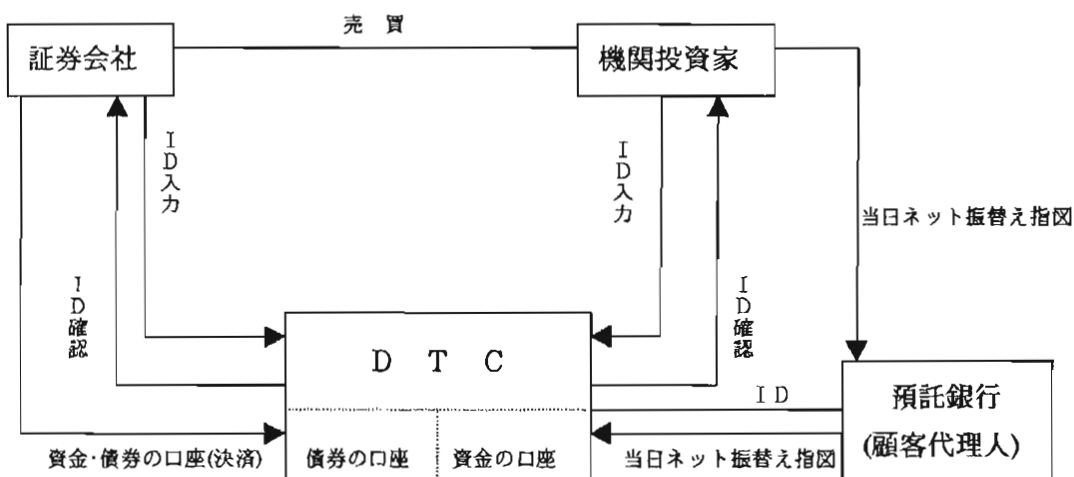 売 買
証券会社
機関投資家
ID入力
ID入力
当日ネット振替え指図
ID確認
ID確認
D T C
ID
預託銀行
(顧客代理人)
資金・債券の口座(決済)
債券の口座
資金の口座
当日ネット振替え指図